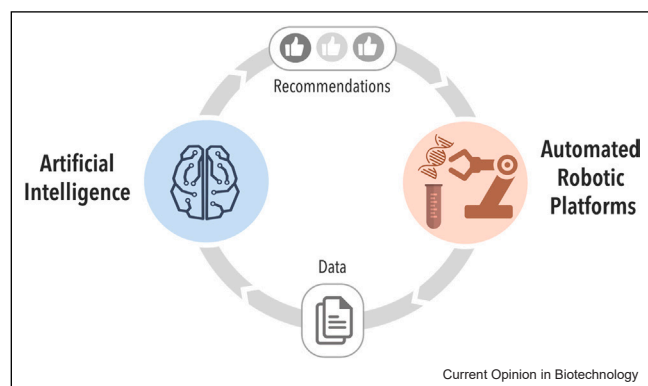 Recommendations
Artificial
Intelligence
Automated
Robotic
Platforms
Data
Current Opinion in Biotechnology